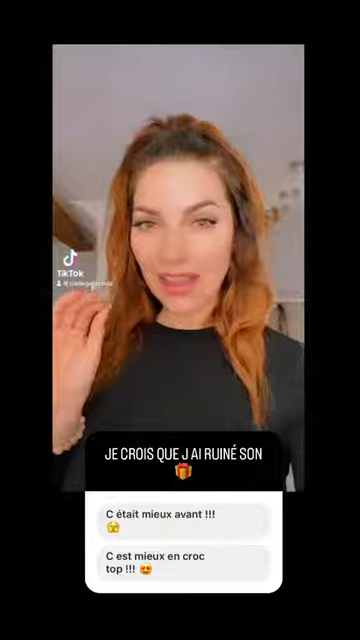 TikTok
JE CROIS QUE J AI RUINÉ SON
🎁
C était mieux avant !!!
🫣
C est mieux en croc
top !!! 😍